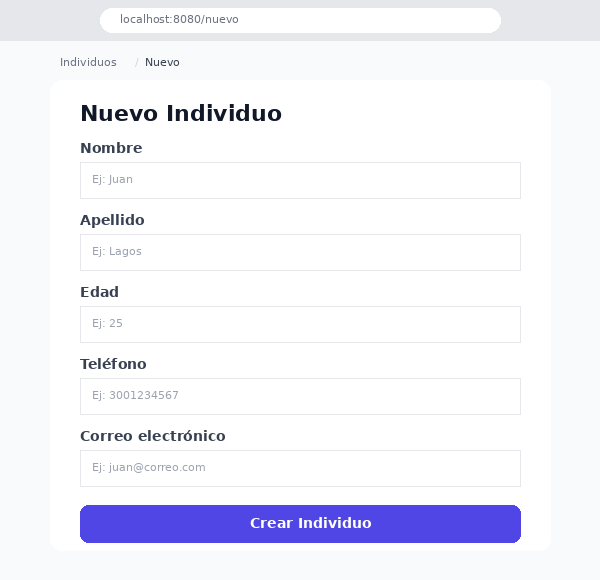 localhost:8080/nuevo
Individuos / Nuevo
Nuevo Individuo
Nombre
Ej: Juan
Apellido
Ej: Lagos
Edad
Ej: 25
Teléfono
Ej: 3001234567
Correo electrónico
Ej: juan@correo.com
Crear Individuo